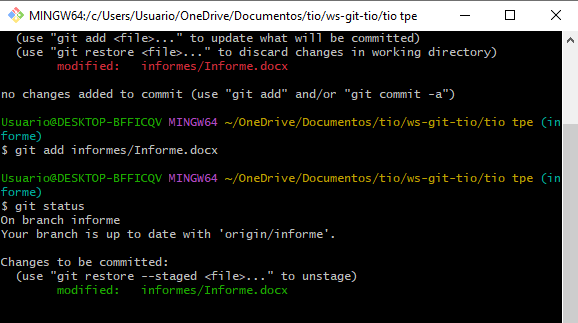 MINGW64:/c/Users/Usuario/OneDrive/Documentos/tio/ws-git-tio/tio tpe
(use "git add <file>..." to update what will be committed)
(use "git restore <file>..." to discard changes in working directory)
modified:   informes/Informe.docx
no changes added to commit (use "git add" and/or "git commit -a")
Usuario@DESKTOP-BFFICQV MINGW64 ~/OneDrive/Documentos/tio/ws-git-tio/tio tpe (in
forme)
$ git add informes/Informe.docx
Usuario@DESKTOP-BFFICQV MINGW64 ~/OneDrive/Documentos/tio/ws-git-tio/tio tpe (in
forme)
$ git status
On branch informe
Your branch is up to date with 'origin/informe'.
Changes to be committed:
(use "git restore --staged <file>..." to unstage)
modified:   informes/Informe.docx